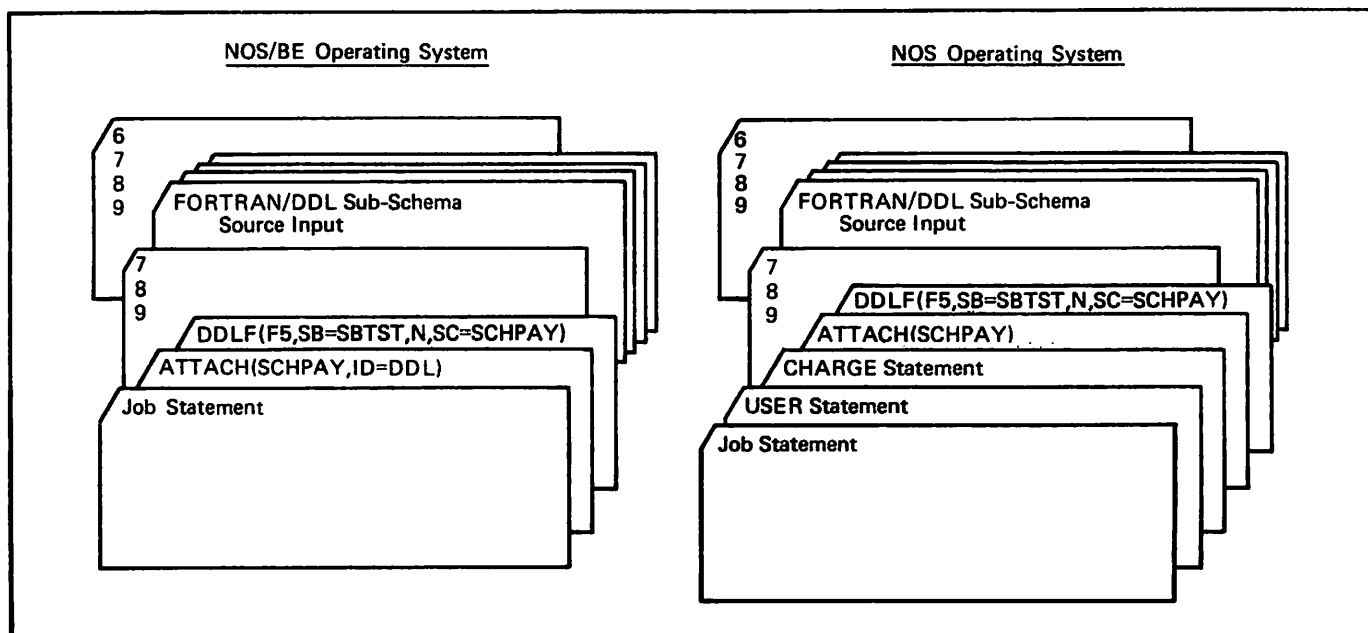 NOS/BE Operating System
6
7
8
9
FORTRAN/DDL Sub-Schema
Source Input
7
8
9
DDLF(F5,SB=SBTST,N,SC=SCHPAY)
ATTACH(SCHPAY,ID=DDL)
Job Statement
NOS Operating System
6
7
8
9
FORTRAN/DDL Sub-Schema
Source Input
7
8
9
DDLF(F5,SB=SBTST,N,SC=SCHPAY)
ATTACH(SCHPAY)
CHARGE Statement
USER Statement
Job Statement